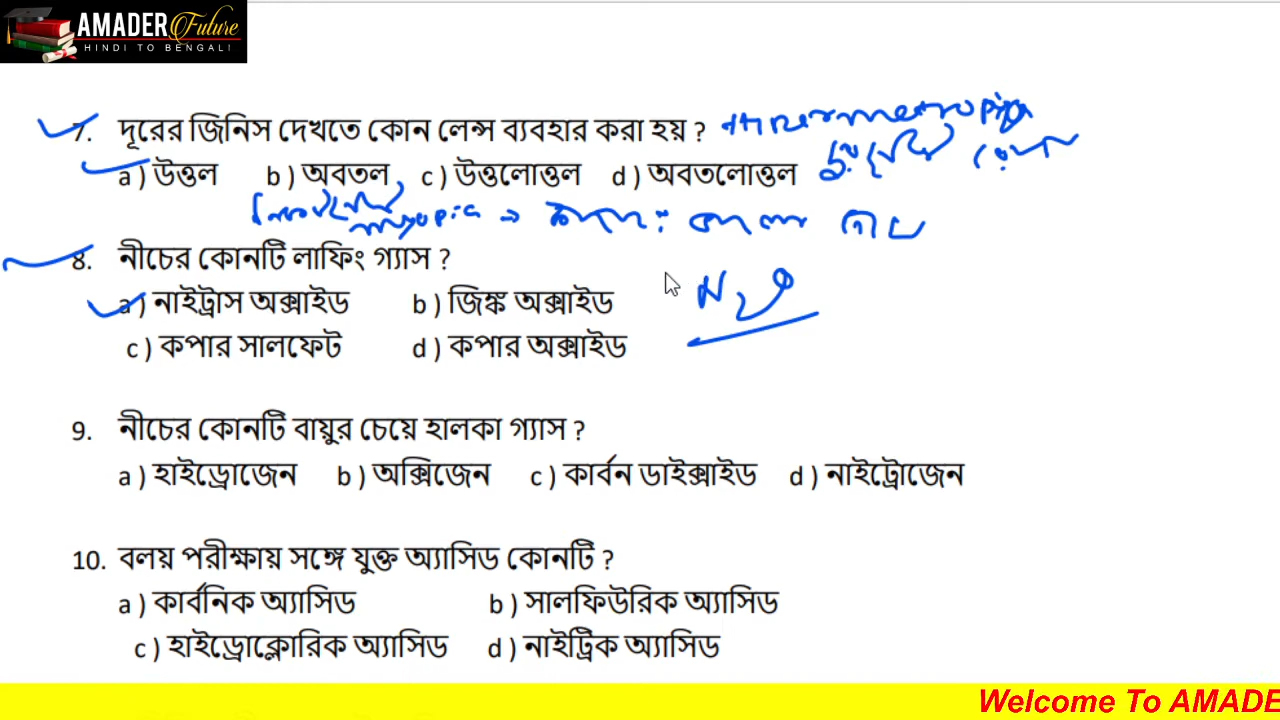 AMADER Future
HINDI TO BENGALI
7. দূরের জিনিস দেখতে কোন লেন্স ব্যবহার করা হয় ?
a ) উত্তল b ) অবতল c ) উত্তলোত্তল d ) অবতলোত্তল
8. নীচের কোনটি লাফিং গ্যাস ?
a ) নাইট্রাস অক্সাইড b ) জিঙ্ক অক্সাইড N2O
c ) কপার সালফেট d ) কপার অক্সাইড
9. নীচের কোনটি বায়ুর চেয়ে হালকা গ্যাস ?
a ) হাইড্রোজেন b ) অক্সিজেন c ) কার্বন ডাইক্সাইড d ) নাইট্রোজেন
10. বলয় পরীক্ষায় সঙ্গে যুক্ত অ্যাসিড কোনটি ?
a ) কার্বনিক অ্যাসিড b ) সালফিউরিক অ্যাসিড
c ) হাইড্রোক্লোরিক অ্যাসিড d ) নাইট্রিক অ্যাসিড
Welcome To AMADE